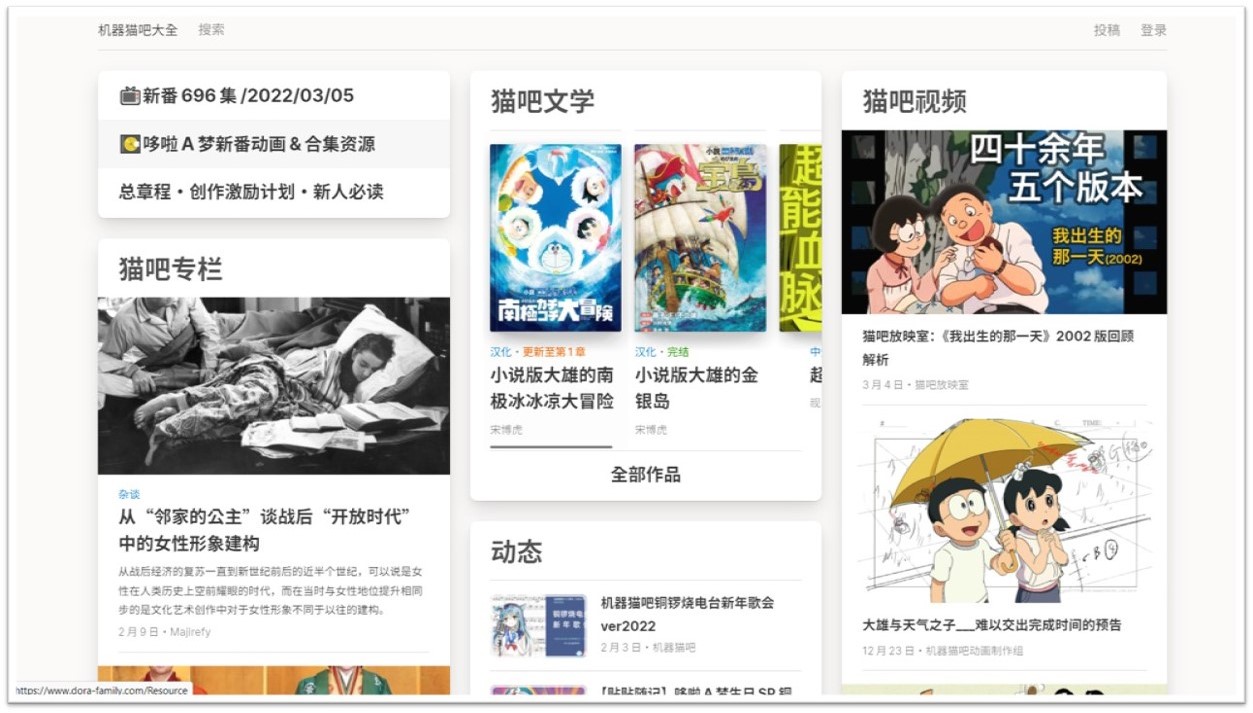 机器猫吧大全 搜索 投稿 登录
新番 696 集 /2022/03/05
哆啦 A 梦新番动画 & 合集资源
总章程・创作激励计划・新人必读
猫吧专栏
杂谈
从“邻家的公主”谈战后“开放时代”
中的女性形象建构
从战后经济的复苏一直到新世纪前后的近半个世纪，可以说是女
性在人类历史上空前耀眼的时代，而在当时与女性地位提升相同
步的是文化艺术创作中对于女性形象不同于以往的建构。
2 月 9 日・Majirefy
猫吧文学
南极カチコチ大冒険
宝島
超能血脉
汉化・更新至第 1 章
小说版大雄的南
极冰冰凉大冒险
宋博虎
汉化・完结
小说版大雄的金
银岛
宋博虎
中
超
全部作品
动态
机器猫吧铜锣烧电台新年歌会
ver2022
2 月 3 日・机器猫吧
【贴贴随记】哆啦 A 梦生日 SP 铜
猫吧视频
四十余年
五个版本
我出生的
那一天(2002)
猫吧放映室：《我出生的那一天》2002 版回顾
解析
3 月 4 日・猫吧放映室
TIME:
大雄与天气之子___难以交出完成时间的预告
12 月 23 日・机器猫吧动画制作组
https://www.dora-family.com/Resource